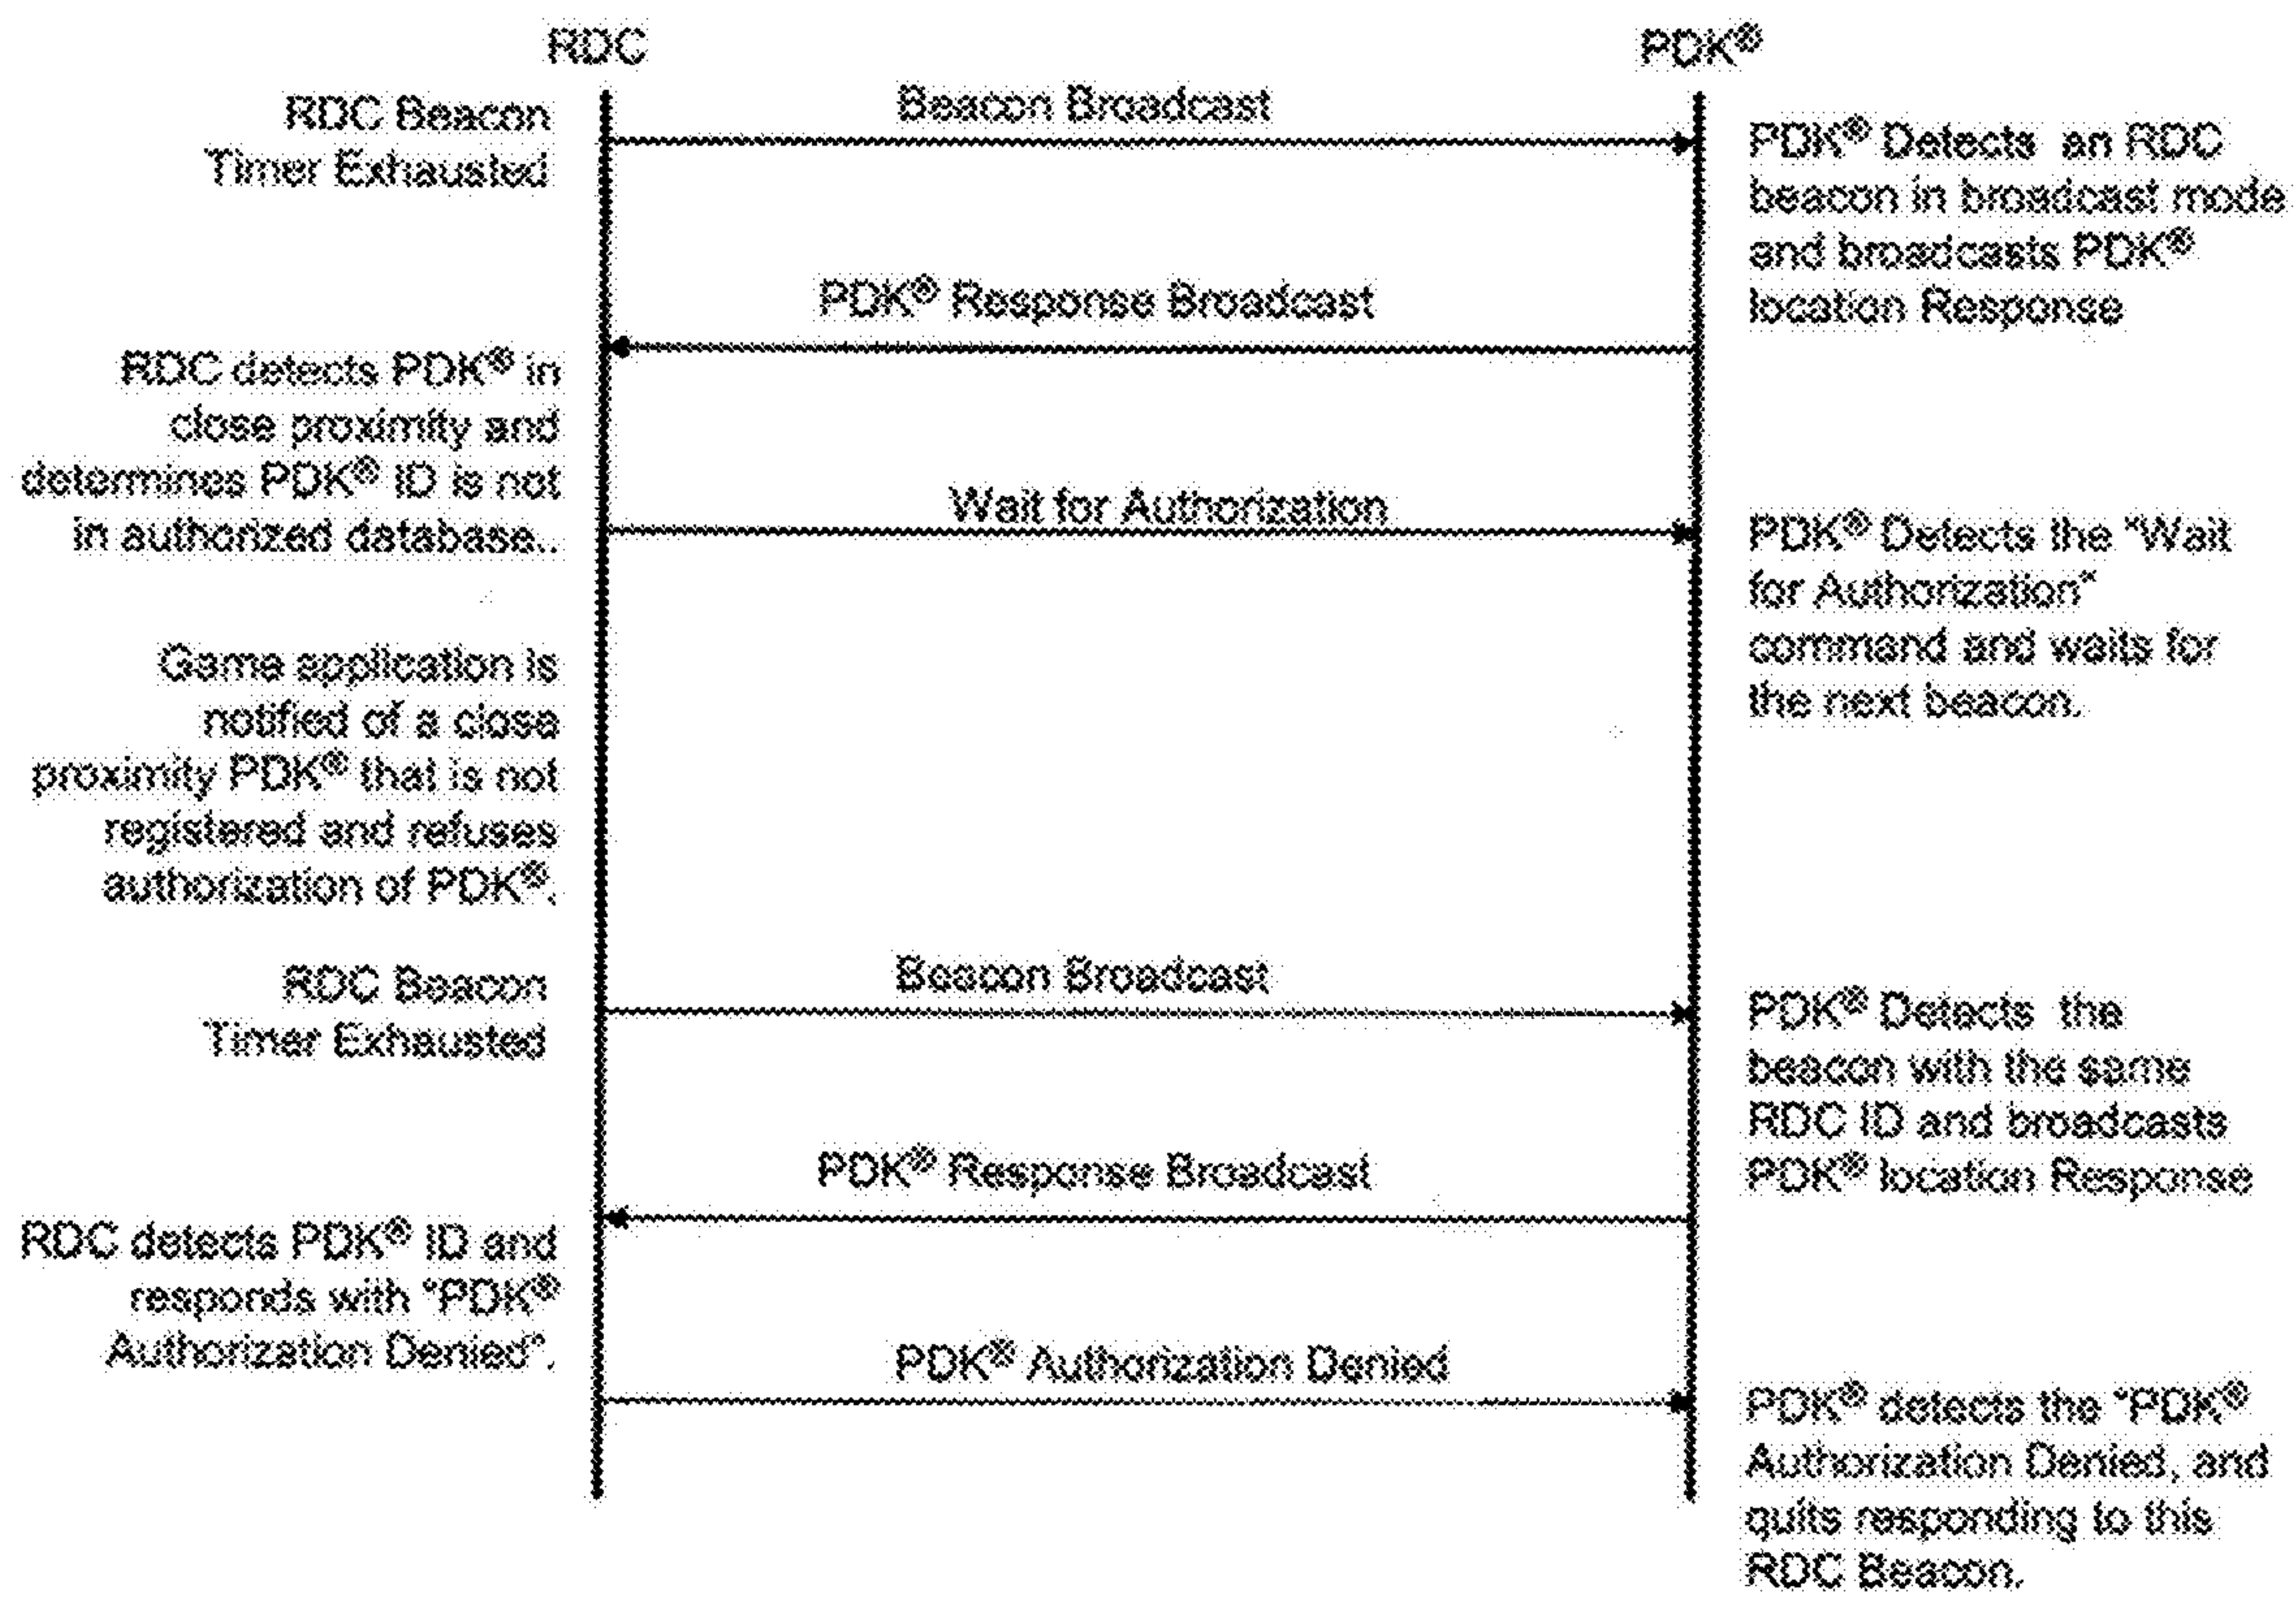 RDC
PDK®
RDC Beacon
Timer Exhausted
Beacon Broadcast
PDK® Detects an RDC
beacon in broadcast mode
and broadcasts PDK®
location Response
PDK® Response Broadcast
RDC detects PDK® in
close proximity and
determines PDK® ID is not
in authorized database..
Wait for Authorization
PDK® Detects the "Wait
for Authorization"
command and waits for
the next beacon.
Game application is
notified of a close
proximity PDK® that is not
registered and refuses
authorization of PDK®.
RDC Beacon
Timer Exhausted
Beacon Broadcast
PDK® Detects the
beacon with the same
RDC ID and broadcasts
PDK® location Response
PDK® Response Broadcast
RDC detects PDK® ID and
responds with "PDK®
Authorization Denied".
PDK® Authorization Denied
PDK® detects the "PDK®
Authorization Denied, and
quits responding to this
RDC Beacon.